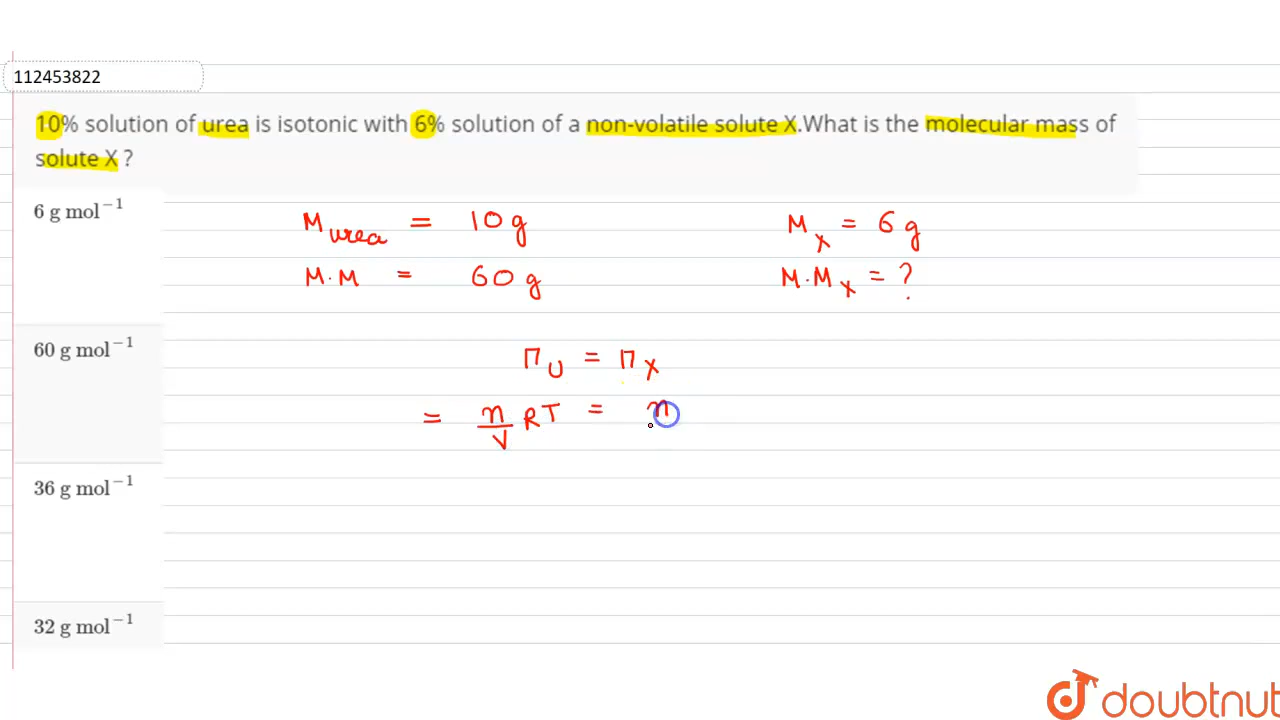 112453822
10% solution of urea is isotonic with 6% solution of a non-volatile solute X.What is the molecular mass of
solute X ?
6 g mol⁻¹
M urea = 10 g
M_X = 6 g
M.M = 60 g
M.M_X = ?
60 g mol⁻¹
π_U = π_X
= n/V RT = n
36 g mol⁻¹
32 g mol⁻¹
doubtnut